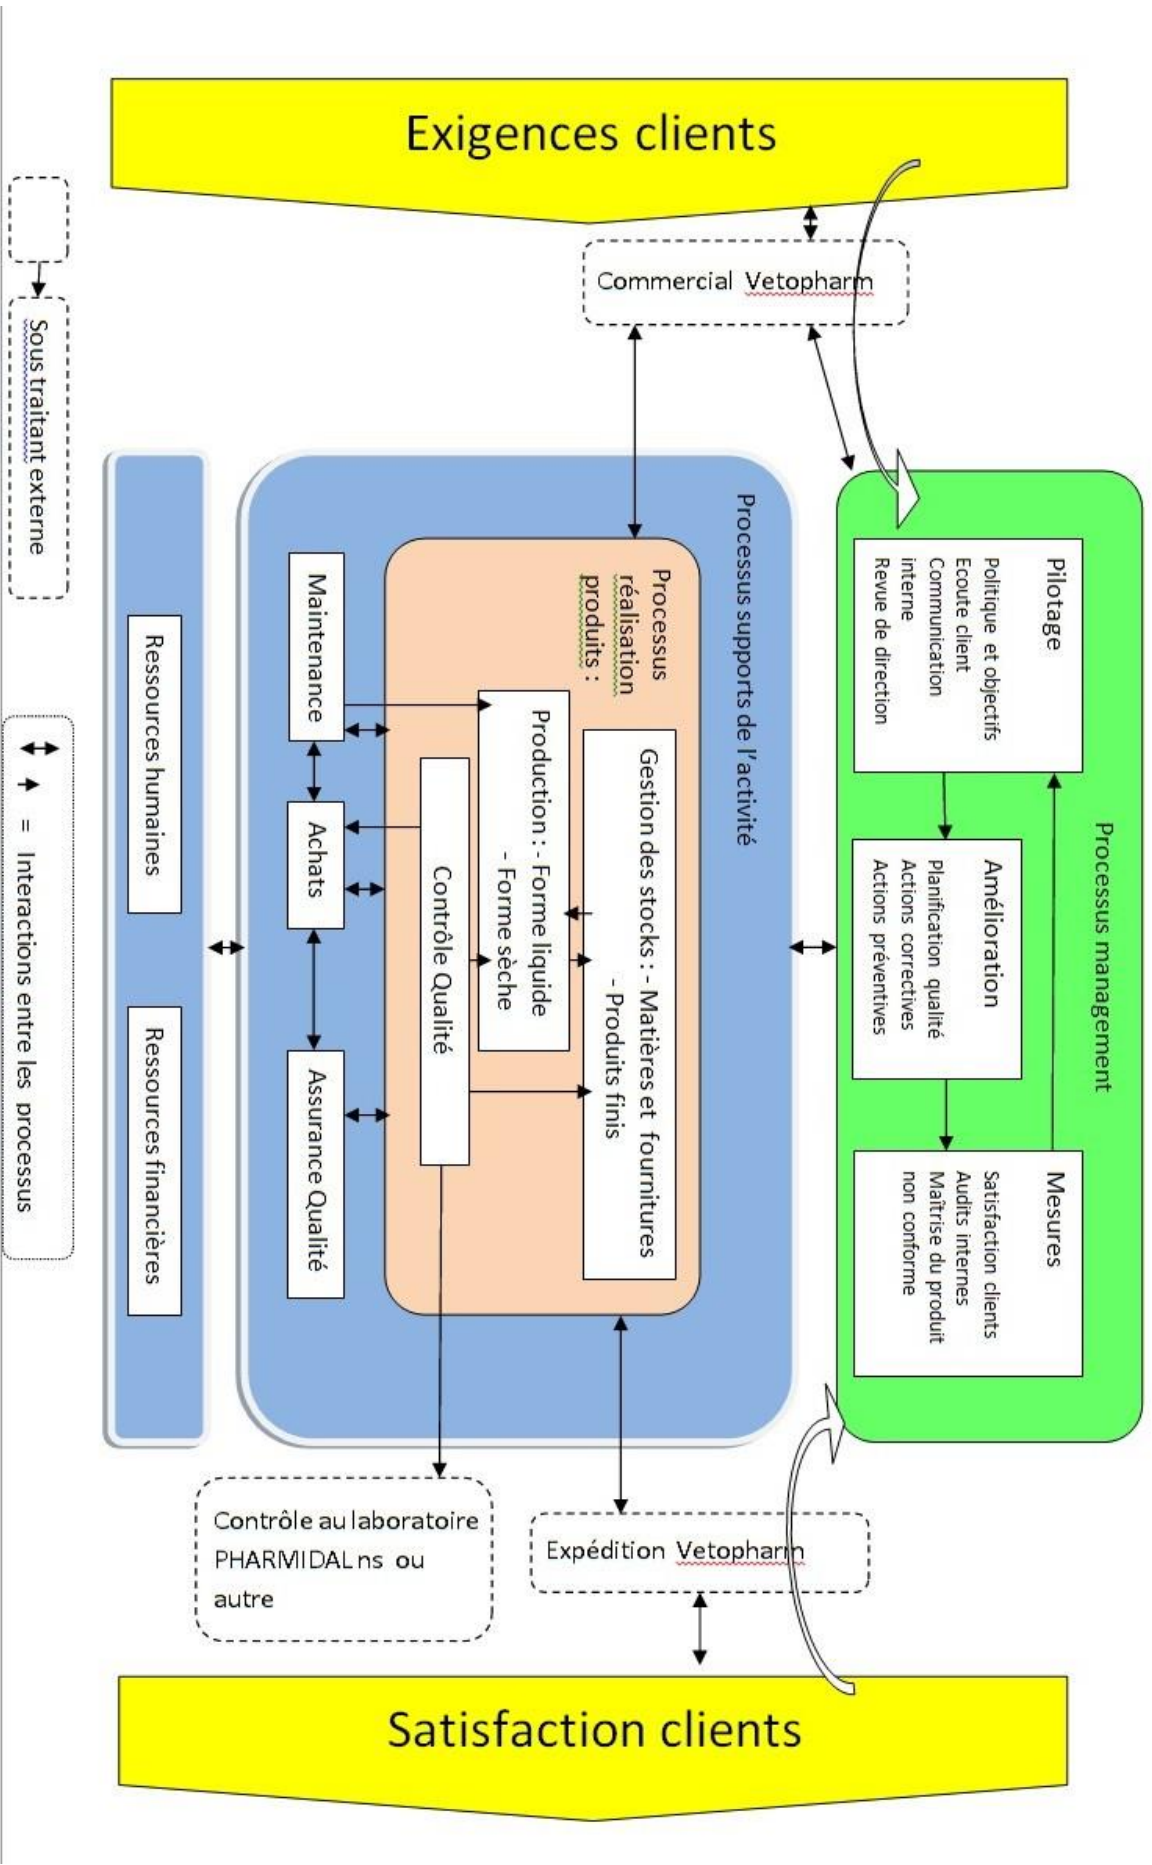 Exigences clients
Commercial Vetopharm
Processus management
Pilotage
Politique et objectifs
Ecoute client
Communication
interne
Revue de direction
Amélioration
Planification qualité
Actions correctives
Actions préventives
Mesures
Satisfaction clients
Audits internes
Maîtrise du produit
non conforme
Processus supports de l'activité
Processus
réalisation
produits :
Gestion des stocks : - Matières et fournitures
- Produits finis
Production : - Forme liquide
- Forme sèche
Contrôle Qualité
Maintenance
Achats
Assurance Qualité
Ressources humaines
Ressources financières
Sous traitant externe
= Interactions entre les processus
Contrôle au laboratoire
PHARMIDAL ns ou
autre
Expédition Vetopharm
Satisfaction clients